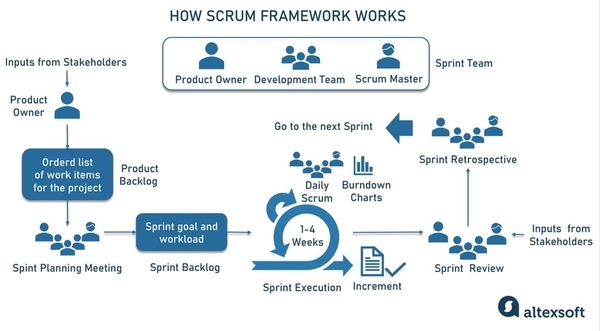 HOW SCRUM FRAMEWORK WORKS
Inputs from Stakeholders
Product Owner
Development Team
Scrum Master
Sprint Team
Product
Owner
Orderd list
of work items
for the project
Product
Backlog
Spint Planning Meeting
Sprint goal and
workload
Sprint Backlog
Go to the next Sprint
Daily
Scrum
Burndown
Charts
1-4
Weeks
Sprint Execution
Increment
Sprint Retrospective
Inputs from
Stakeholders
Sprint Review
altexsoft